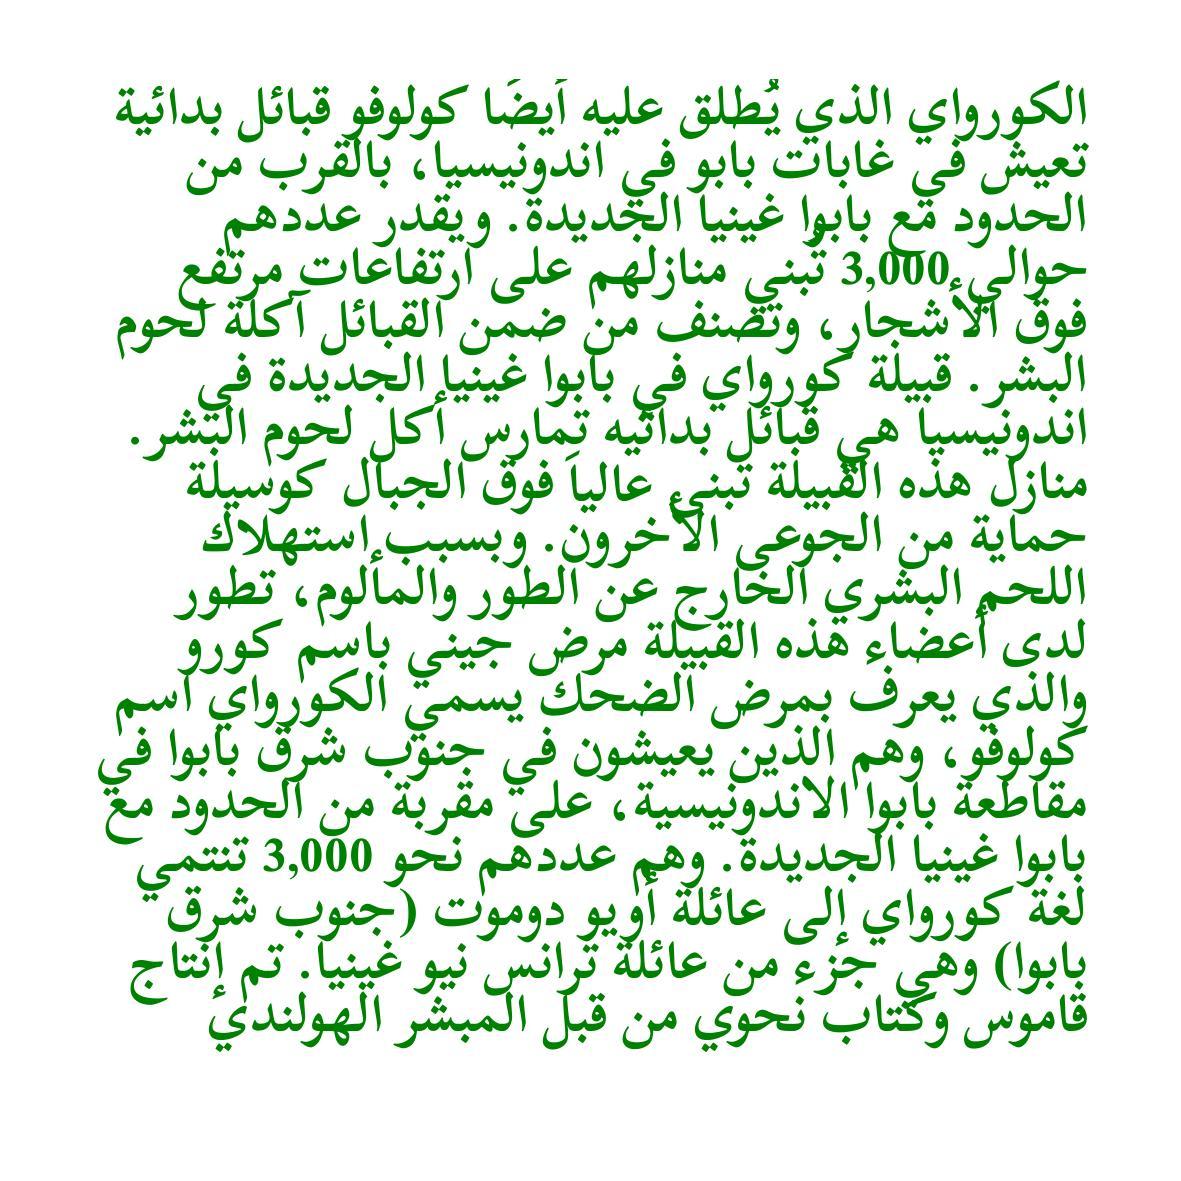 الكورواي الذي يُطلق عليه أيضًا كولوفو قبائل بدائية
تعيش في غابات بابو في اندونيسيا، بالقرب من
الحدود مع بابوا غينيا الجديدة. ويقدر عددهم
حوالي 3,000 تُبني منازلهم على ارتفاعات مرتفع
فوق الأشجار، وتصنف من ضمن القبائل آكلة لحوم
البشر. قبيلة كورواي في بابوا غينيا الجديدة في
اندونيسيا هي قبائل بدائيه تمارس أكل لحوم البشر.
منازل هذه القبيلة تبني عالياَ فوق الجبال كوسيلة
حماية من الجوعى الأخرون. وبسبب إستهلاك
اللحم البشري الخارج عن الطور والمألوم، تطور
لدى أعضاء هذه القبيلة مرض جيني باسم كورو
والذي يعرف بمرض الضحك يسمي الكورواي اسم
كولوفو، وهم الذين يعيشون في جنوب شرق بابوا في
مقاطعة بابوا الاندونيسية، على مقربة من الحدود مع
بابوا غينيا الجديدة. وهم عددهم نحو 3,000 تنتمي
لغة كورواي إلى عائلة أويو دوموت (جنوب شرق
بابوا) وهي جزء من عائلة ترانس نيو غينيا. تم إنتاج
قاموس وكتاب نحوي من قبل المبشر الهولندي